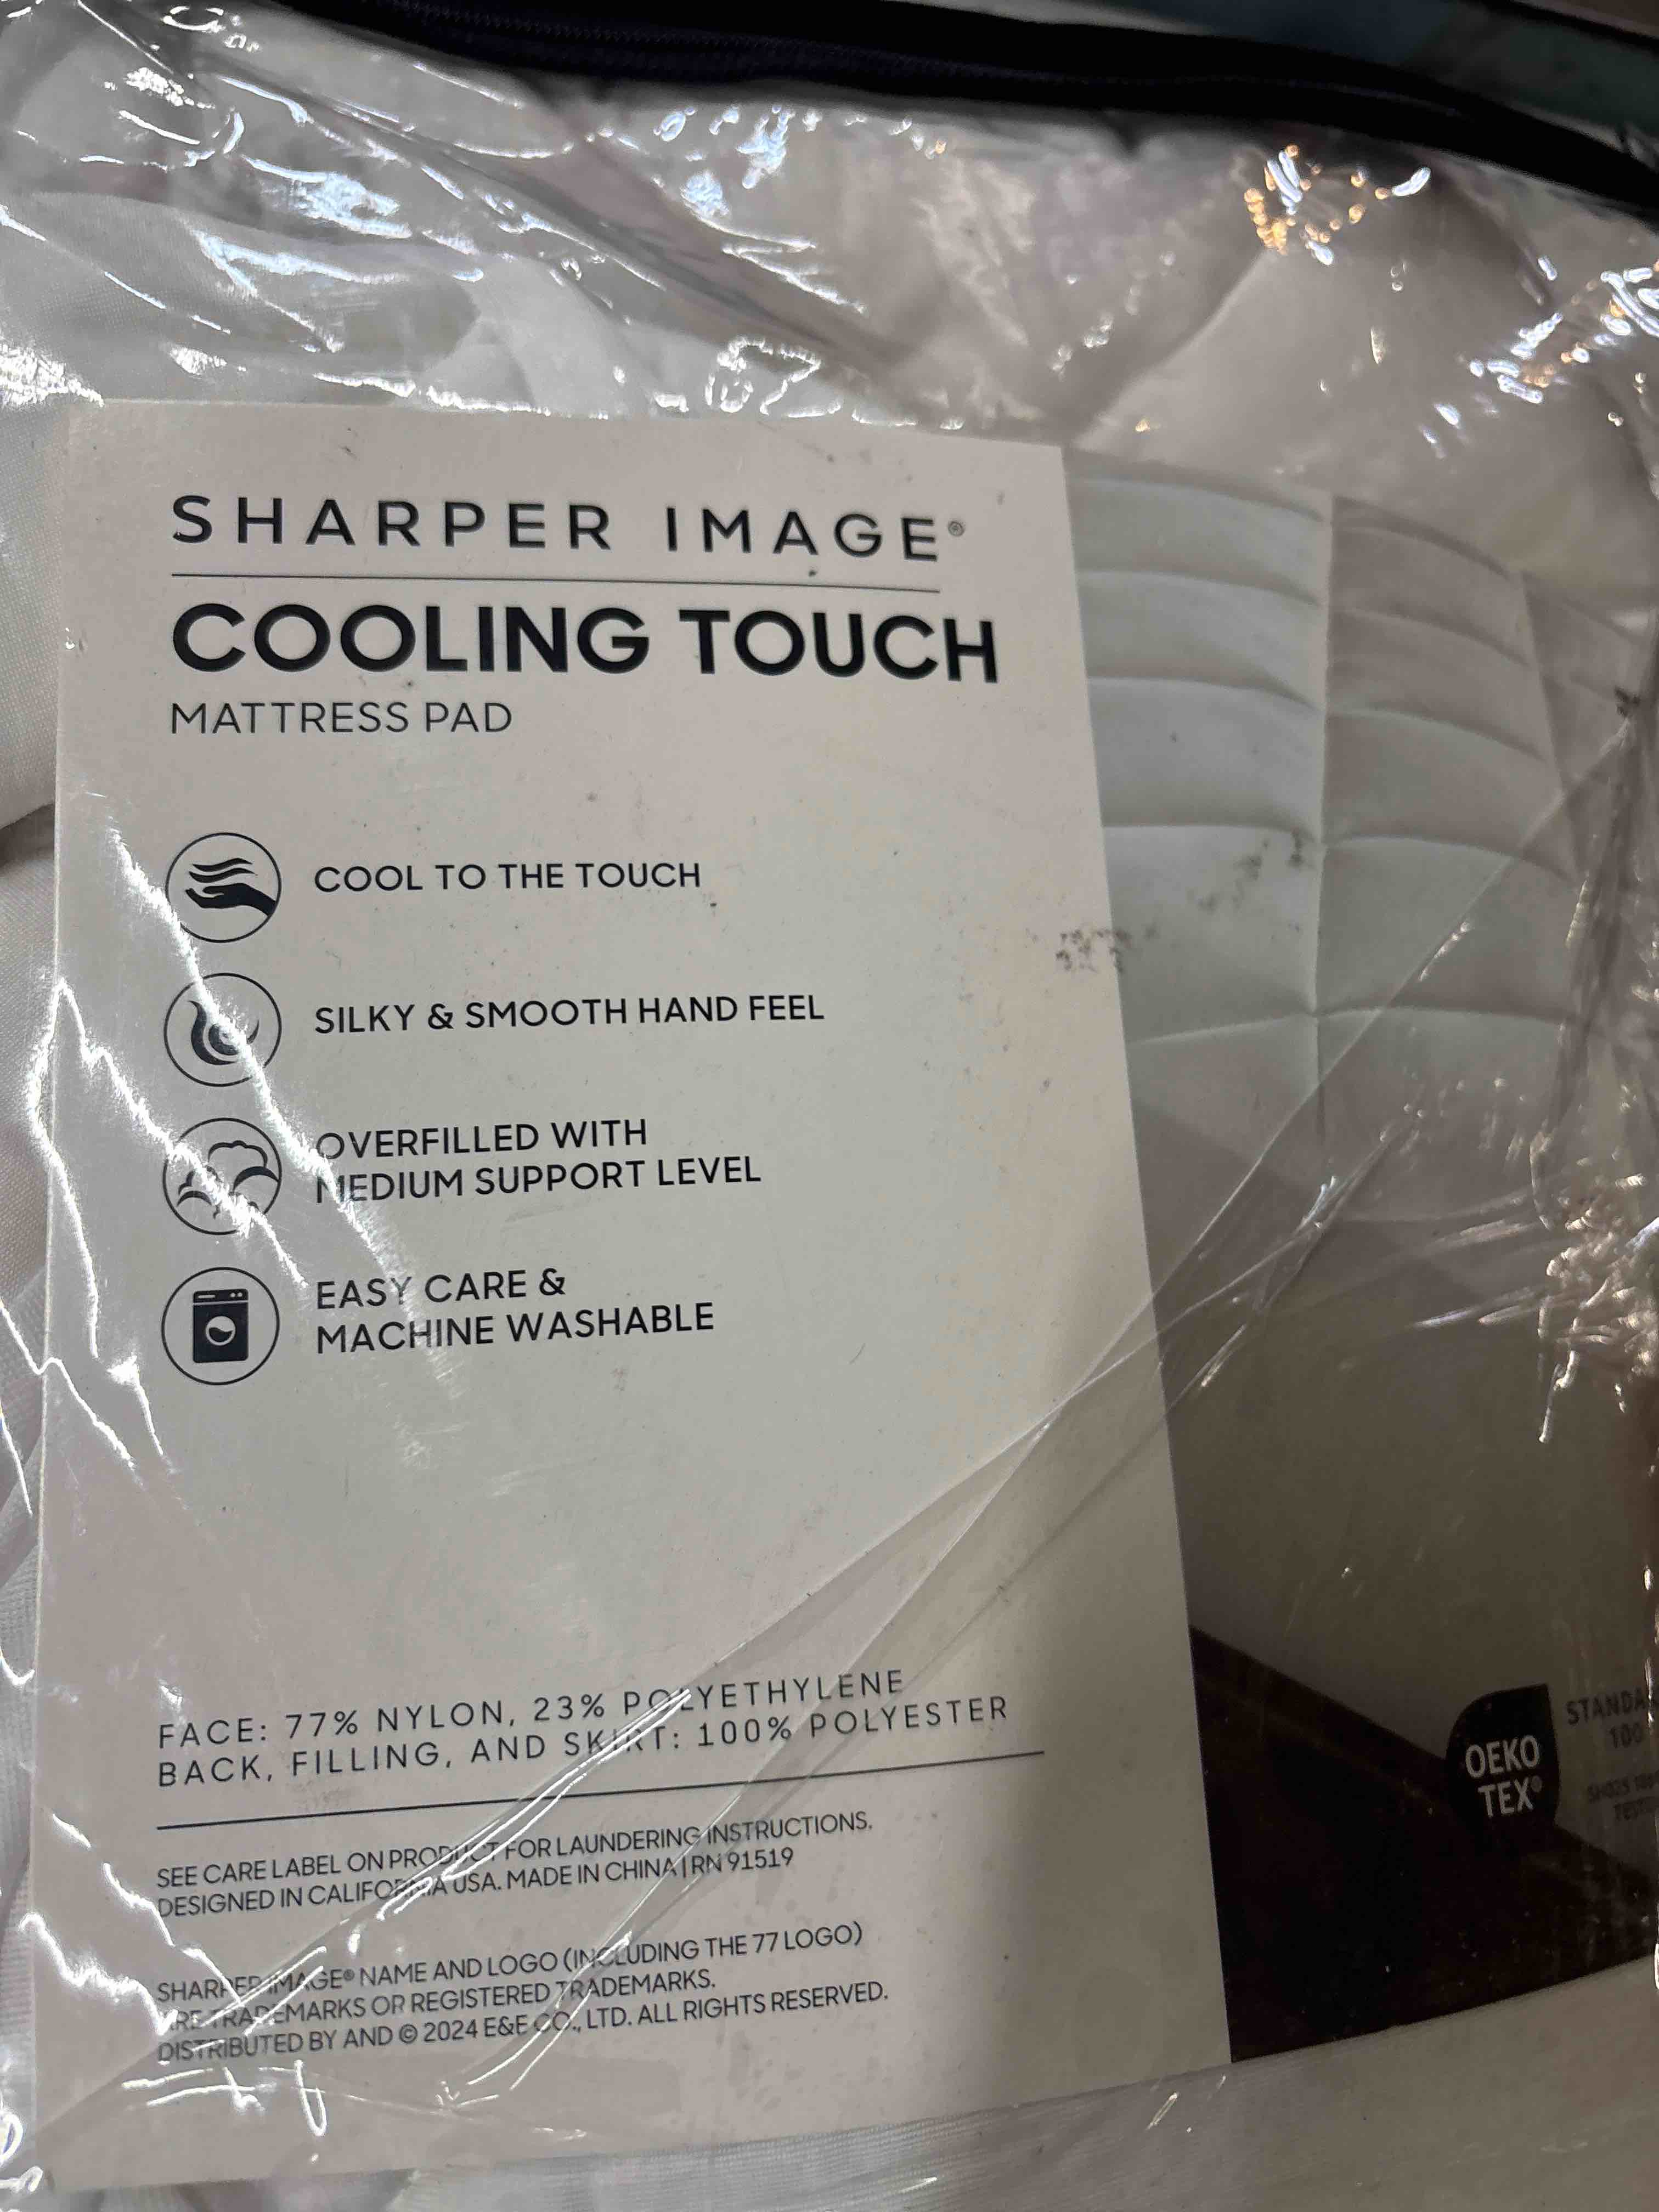 SHARPER IMAGE®
COOLING TOUCH
MATTRESS PAD
COOL TO THE TOUCH
SILKY & SMOOTH HAND FEEL
OVERFILLED WITH
MEDIUM SUPPORT LEVEL
EASY CARE &
MACHINE WASHABLE
FACE: 77% NYLON, 23% POLYETHYLENE
BACK, FILLING, AND SKIRT: 100% POLYESTER
SEE CARE LABEL ON PRODUCT FOR LAUNDERING INSTRUCTIONS.
DESIGNED IN CALIFORNIA USA. MADE IN CHINA | RN 91519
SHARPER IMAGE® NAME AND LOGO (INCLUDING THE 77 LOGO)
ARE TRADEMARKS OR REGISTERED TRADEMARKS.
DISTRIBUTED BY AND © 2024 E&E CO., LTD. ALL RIGHTS RESERVED.
OEKO
TEX®
STANDA
100